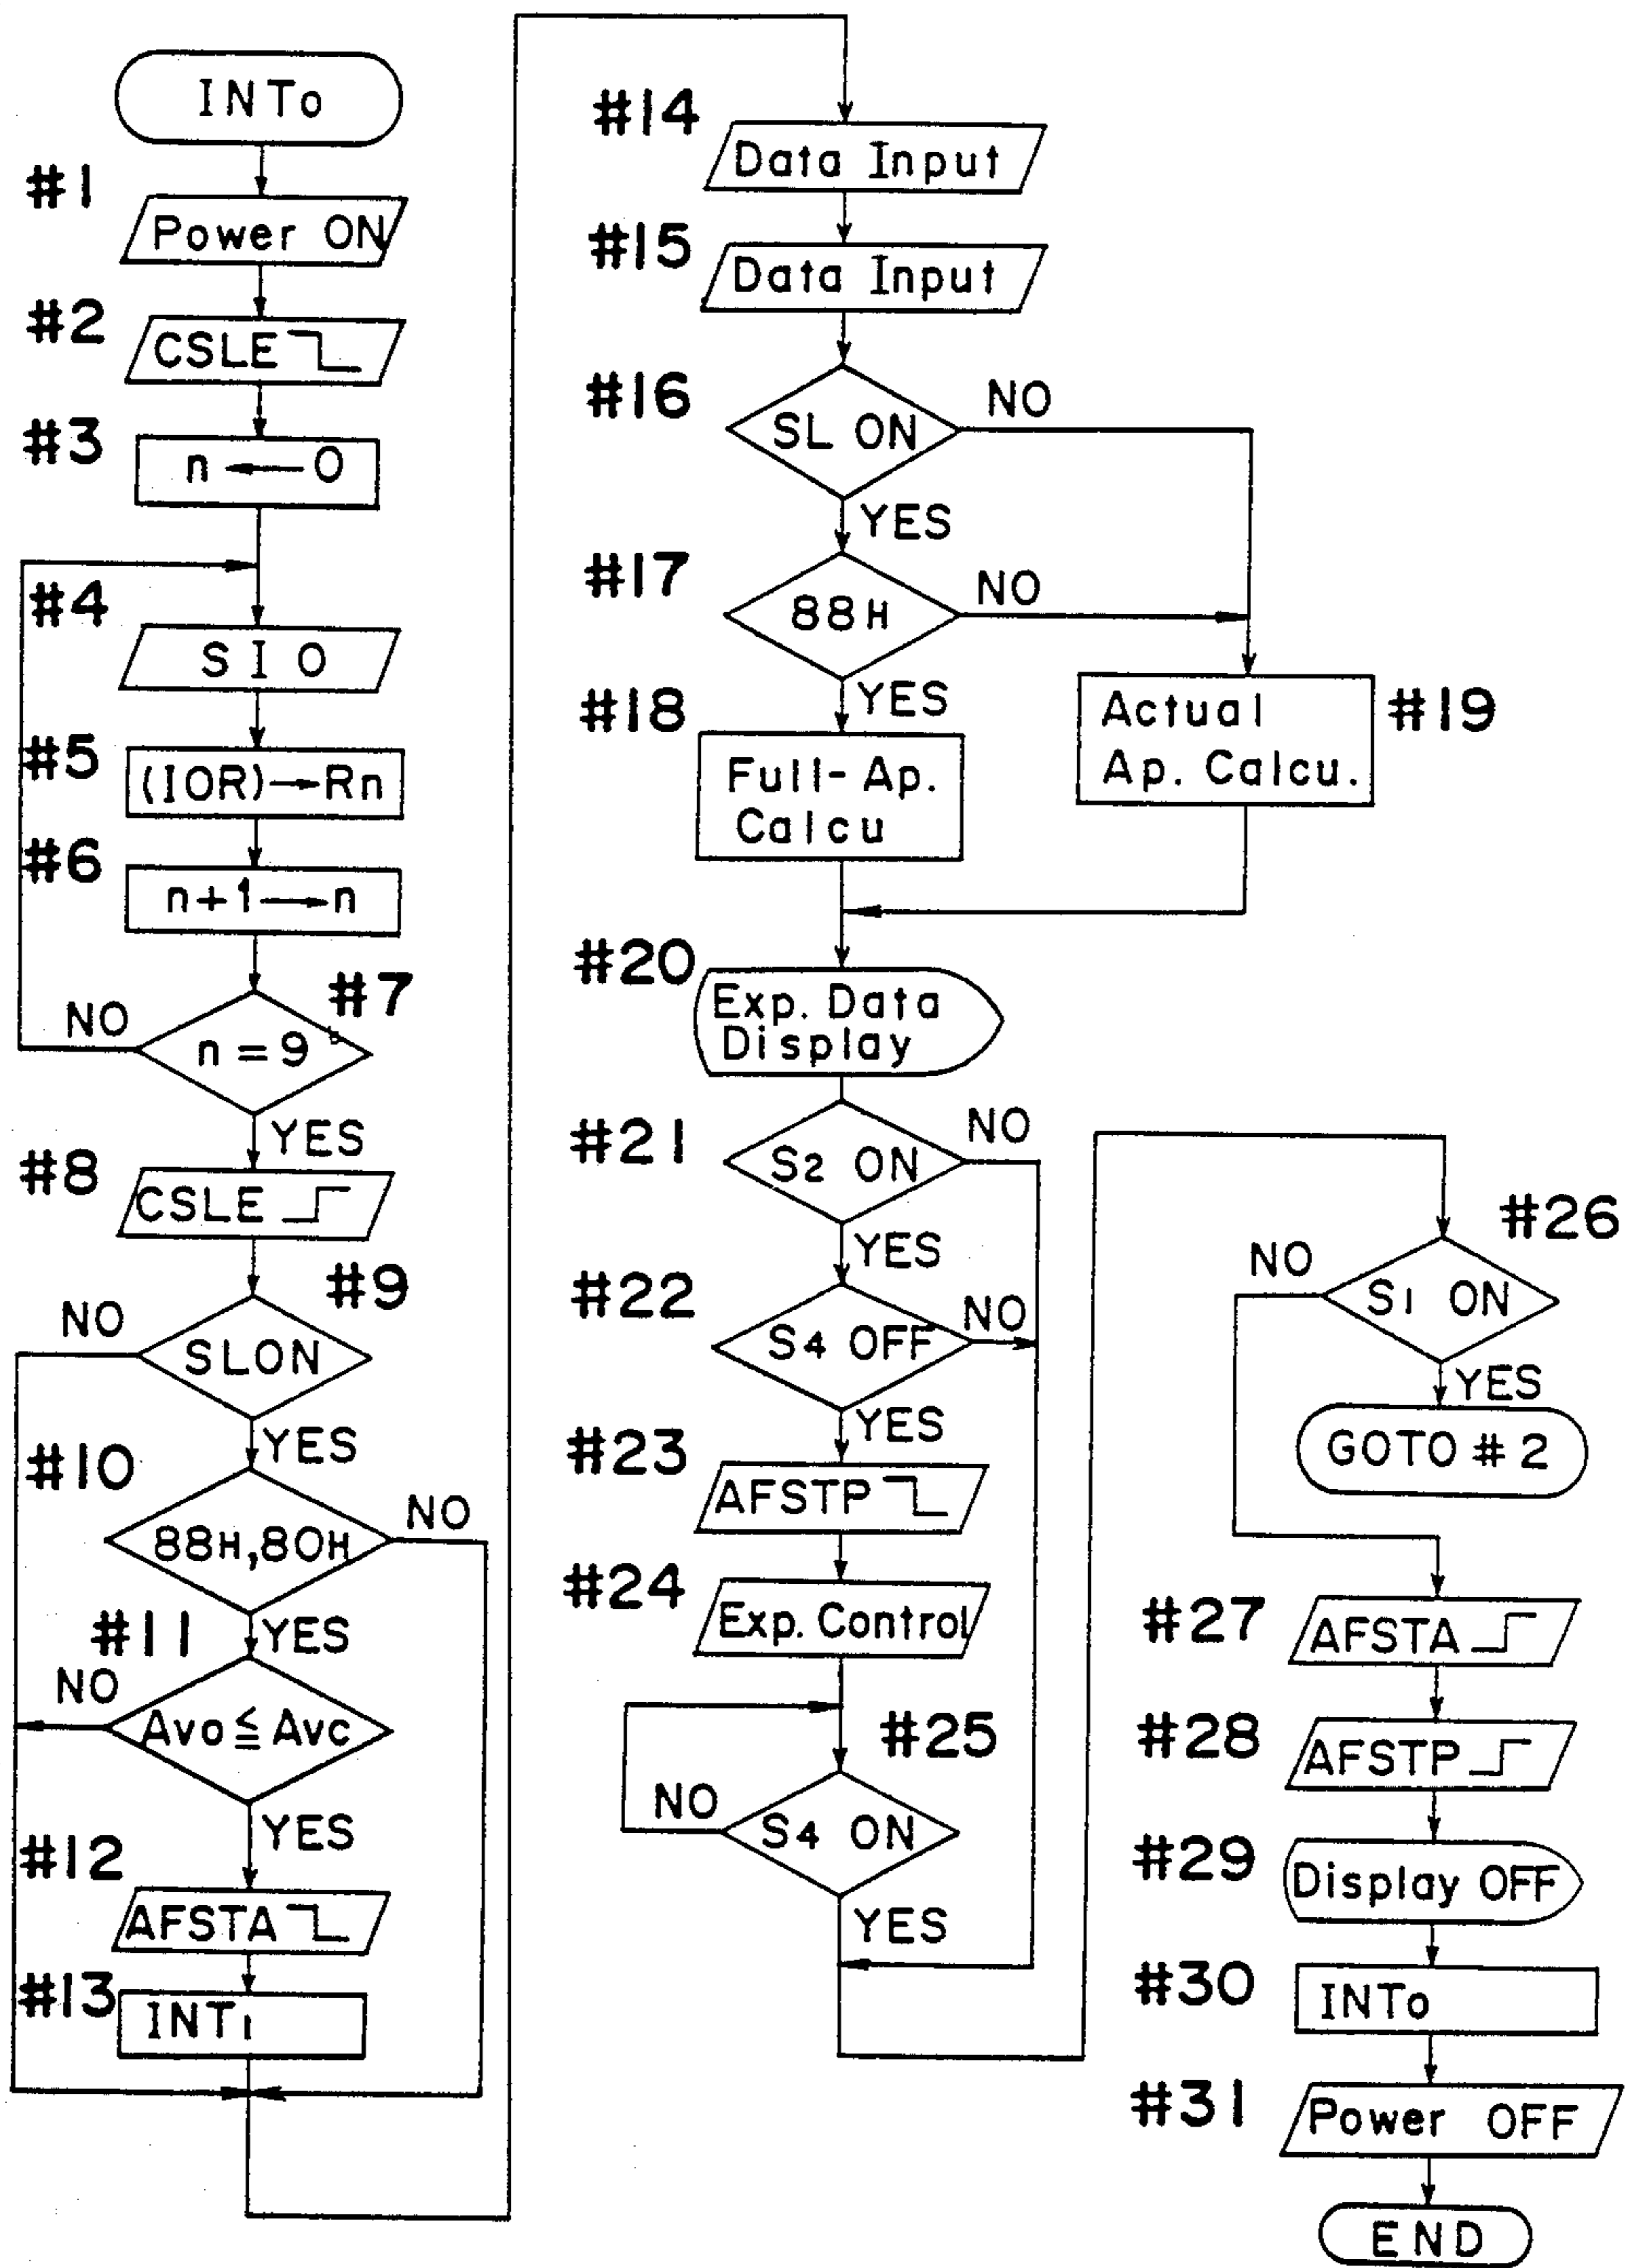 INT0
#1
Power ON
#2
CSLE
#3
n ← 0
#4
SIO
#5
(IOR)→Rn
#6
n+1→n
#7
n=9
NO
YES
#8
CSLE
#9
SLON
NO
YES
#10
88H,80H
NO
YES
#11
Avo≦Avc
NO
YES
#12
AFSTA
#13
INT1
#14
Data Input
#15
Data Input
#16
SL ON
NO
YES
#17
88H
NO
YES
#18
Full-Ap.
Calcu
#19
Actual
Ap. Calcu.
#20
Exp. Data
Display
#21
S2 ON
NO
YES
#22
S4 OFF
NO
YES
#23
AFSTP
#24
Exp. Control
#25
S4 ON
NO
YES
#26
S1 ON
NO
YES
GOTO #2
#27
AFSTA
#28
AFSTP
#29
Display OFF
#30
INT0
#31
Power OFF
END